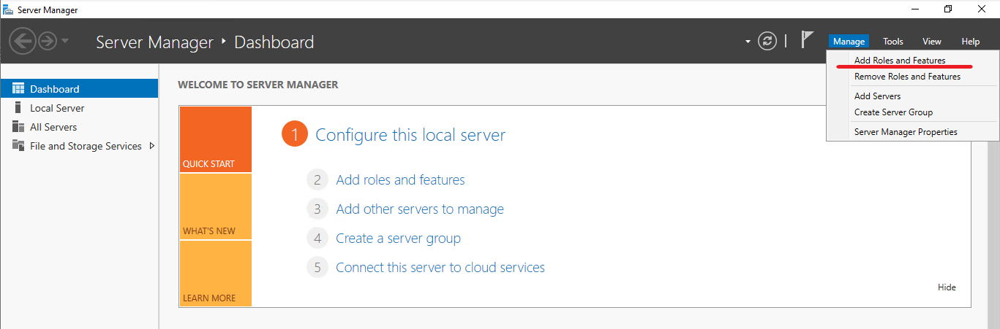 Server Manager
Server Manager ‣ Dashboard
Manage Tools View Help
Add Roles and Features
Remove Roles and Features
Add Servers
Create Server Group
Server Manager Properties
Dashboard
Local Server
All Servers
File and Storage Services
WELCOME TO SERVER MANAGER
QUICK START
WHAT'S NEW
LEARN MORE
1 Configure this local server
2 Add roles and features
3 Add other servers to manage
4 Create a server group
5 Connect this server to cloud services
Hide